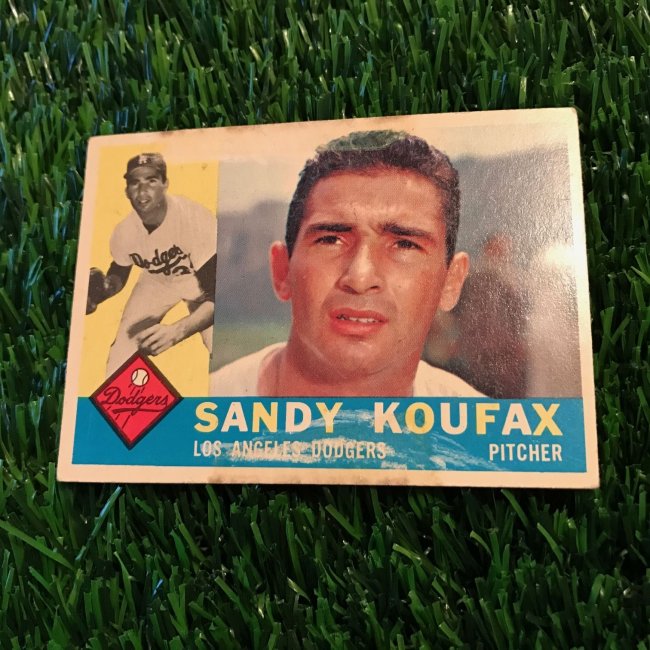 Dodgers
Dodgers
SANDY KOUFAX
LOS ANGELES DODGERS
PITCHER